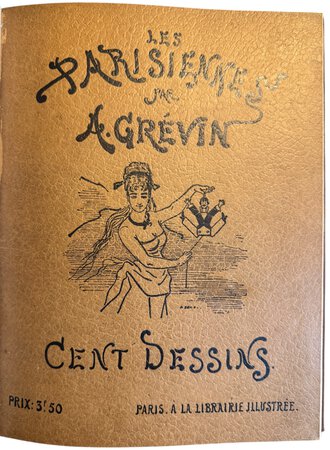 LES
PARISIENNES
PAR
A. GRÉVIN
CENT DESSINS
PRIX: 3f 50
PARIS. A LA LIBRAIRIE ILLUSTRÉE.